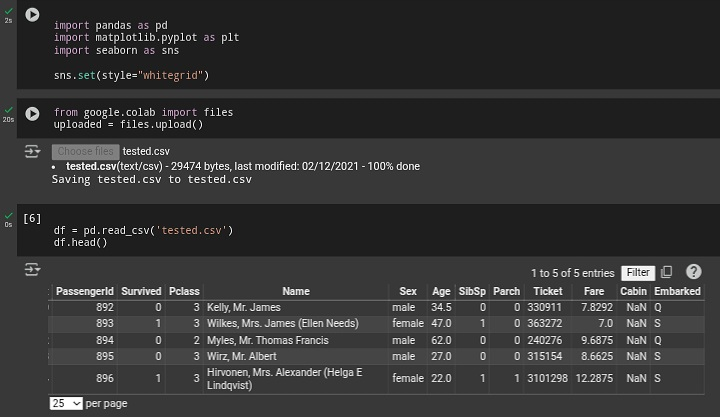 2s
import pandas as pd
import matplotlib.pyplot as plt
import seaborn as sns
sns.set(style="whitegrid")
20s
from google.colab import files
uploaded = files.upload()
Choose files tested.csv
• tested.csv(text/csv) - 29474 bytes, last modified: 02/12/2021 - 100% done
Saving tested.csv to tested.csv
0s
[6]
df = pd.read_csv('tested.csv')
df.head()
1 to 5 of 5 entries Filter ?
PassengerId Survived Pclass Name Sex Age SibSp Parch Ticket Fare Cabin Embarked
892 0 3 Kelly, Mr. James male 34.5 0 0 330911 7.8292 NaN Q
893 1 3 Wilkes, Mrs. James (Ellen Needs) female 47.0 1 0 363272 7.0 NaN S
894 0 2 Myles, Mr. Thomas Francis male 62.0 0 0 240276 9.6875 NaN Q
895 0 3 Wirz, Mr. Albert male 27.0 0 0 315154 8.6625 NaN S
896 1 3 Hirvonen, Mrs. Alexander (Helga E Lindqvist) female 22.0 1 1 3101298 12.2875 NaN S
25 per page